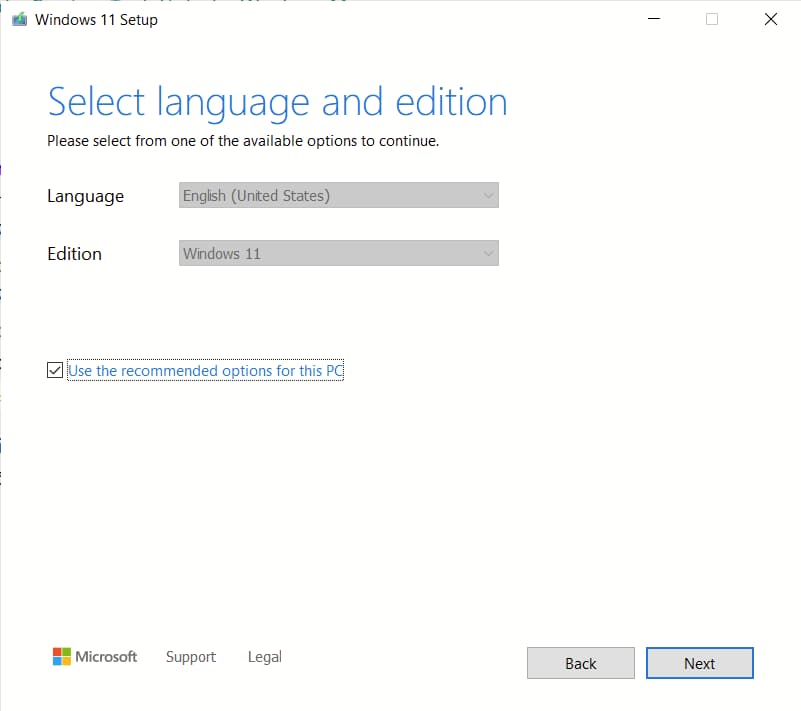 Windows 11 Setup
Select language and edition
Please select from one of the available options to continue.
Language English (United States)
Edition Windows 11
Use the recommended options for this PC
Microsoft Support Legal Back Next